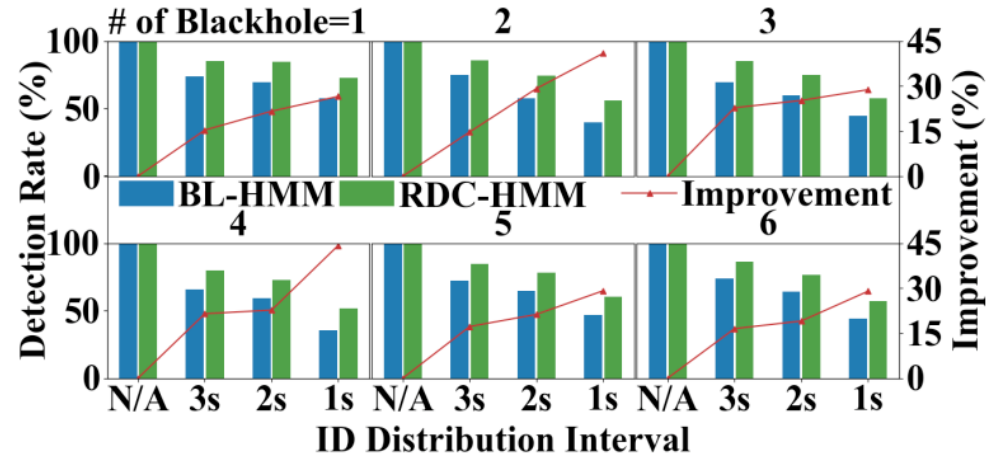 # of Blackhole=1 2 3
100 45
50 30
15
0 0
Detection Rate (%)
Improvement (%)
BL-HMM RDC-HMM Improvement
4 5 6
100 45
50 30
15
0 0
N/A 3s 2s 1s N/A 3s 2s 1s N/A 3s 2s 1s
ID Distribution Interval